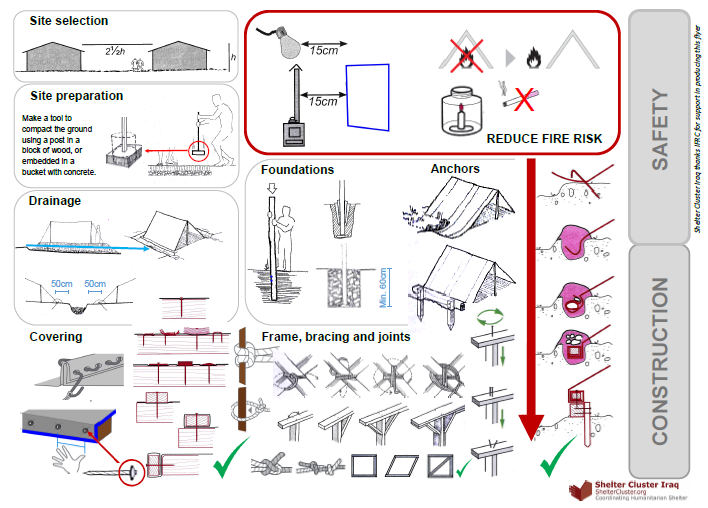 Site selection
2½h
h
Site preparation
Make a tool to
compact the ground
using a post in a
block of wood, or
embedded in a
bucket with concrete.
15cm
15cm
REDUCE FIRE RISK
SAFETY
Shelter Cluster Iraq thanks IFRC for support in producing this flyer
Drainage
50cm
50cm
Foundations
Min. 60cm
Anchors
Covering
Frame, bracing and joints
CONSTRUCTION
Shelter Cluster Iraq
ShelterCluster.org
Coordinating Humanitarian Shelter